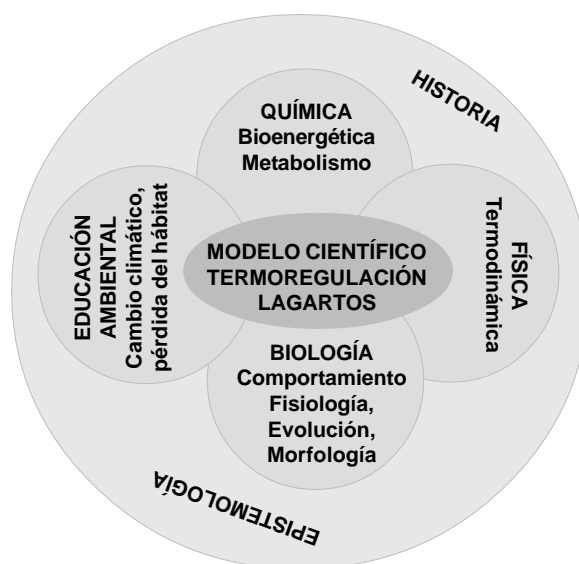 HISTORIA
QUÍMICA
Bioenergética
Metabolismo
EDUCACIÓN
AMBIENTAL
Cambio climático,
pérdida del hábitat
MODELO CIENTÍFICO
TERMOREGULACIÓN
LAGARTOS
FÍSICA
Termodinámica
BIOLOGÍA
Comportamiento
Fisiología,
Evolución,
Morfología
EPISTEMOLOGÍA